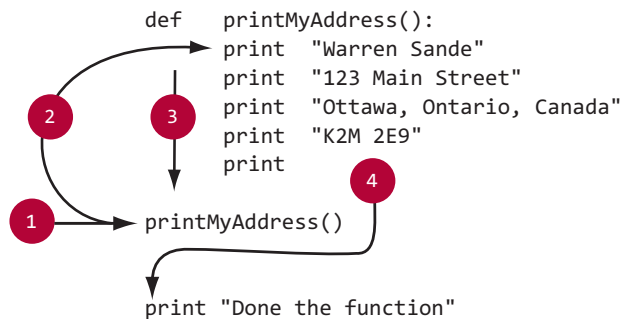 def printMyAddress():
print "Warren Sande"
print "123 Main Street"
2 3 print "Ottawa, Ontario, Canada"
print "K2M 2E9"
print
4
1 printMyAddress()
print "Done the function"